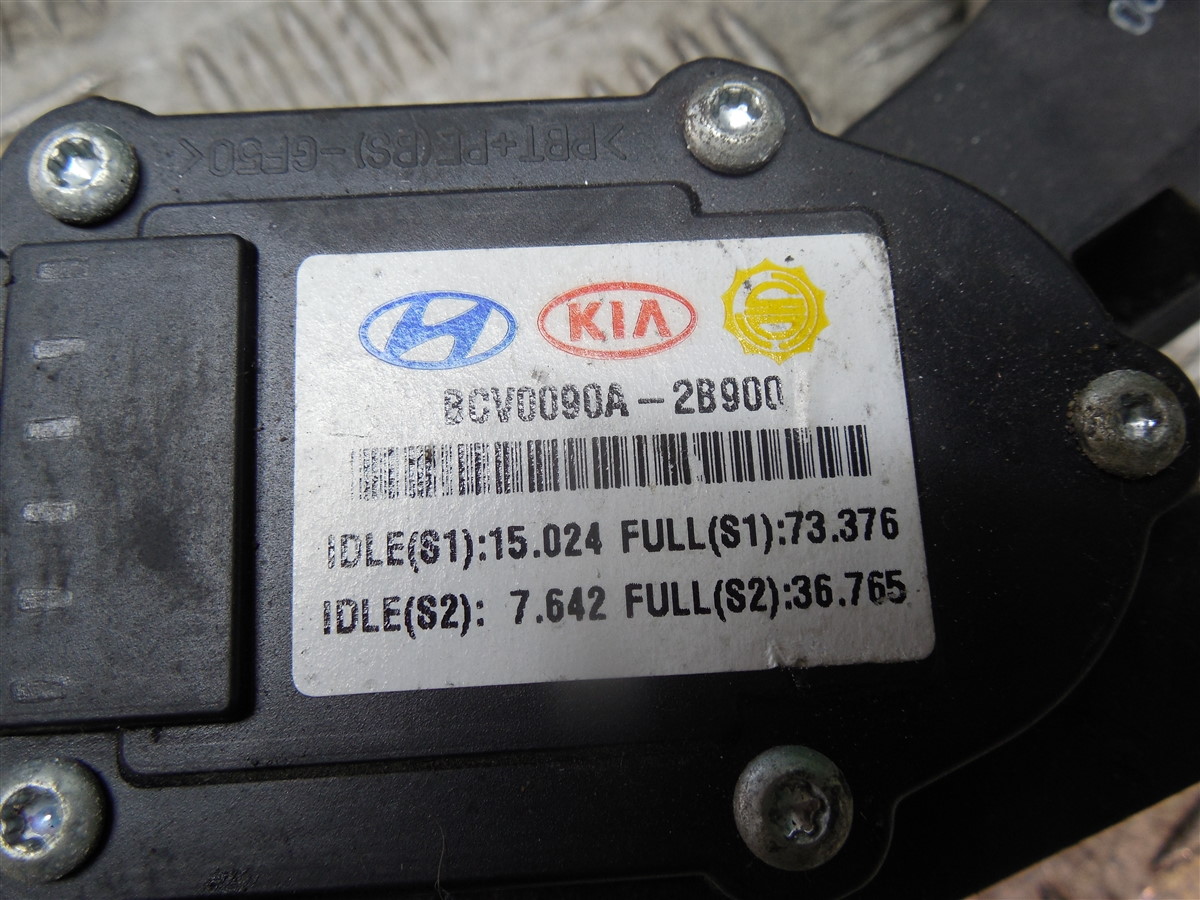 >PBT+PE(BS)-GF50<
KIA
BCV0090A-2B900
IDLE(S1):15.024 FULL(S1):73.376
IDLE(S2): 7.642 FULL(S2):36.765